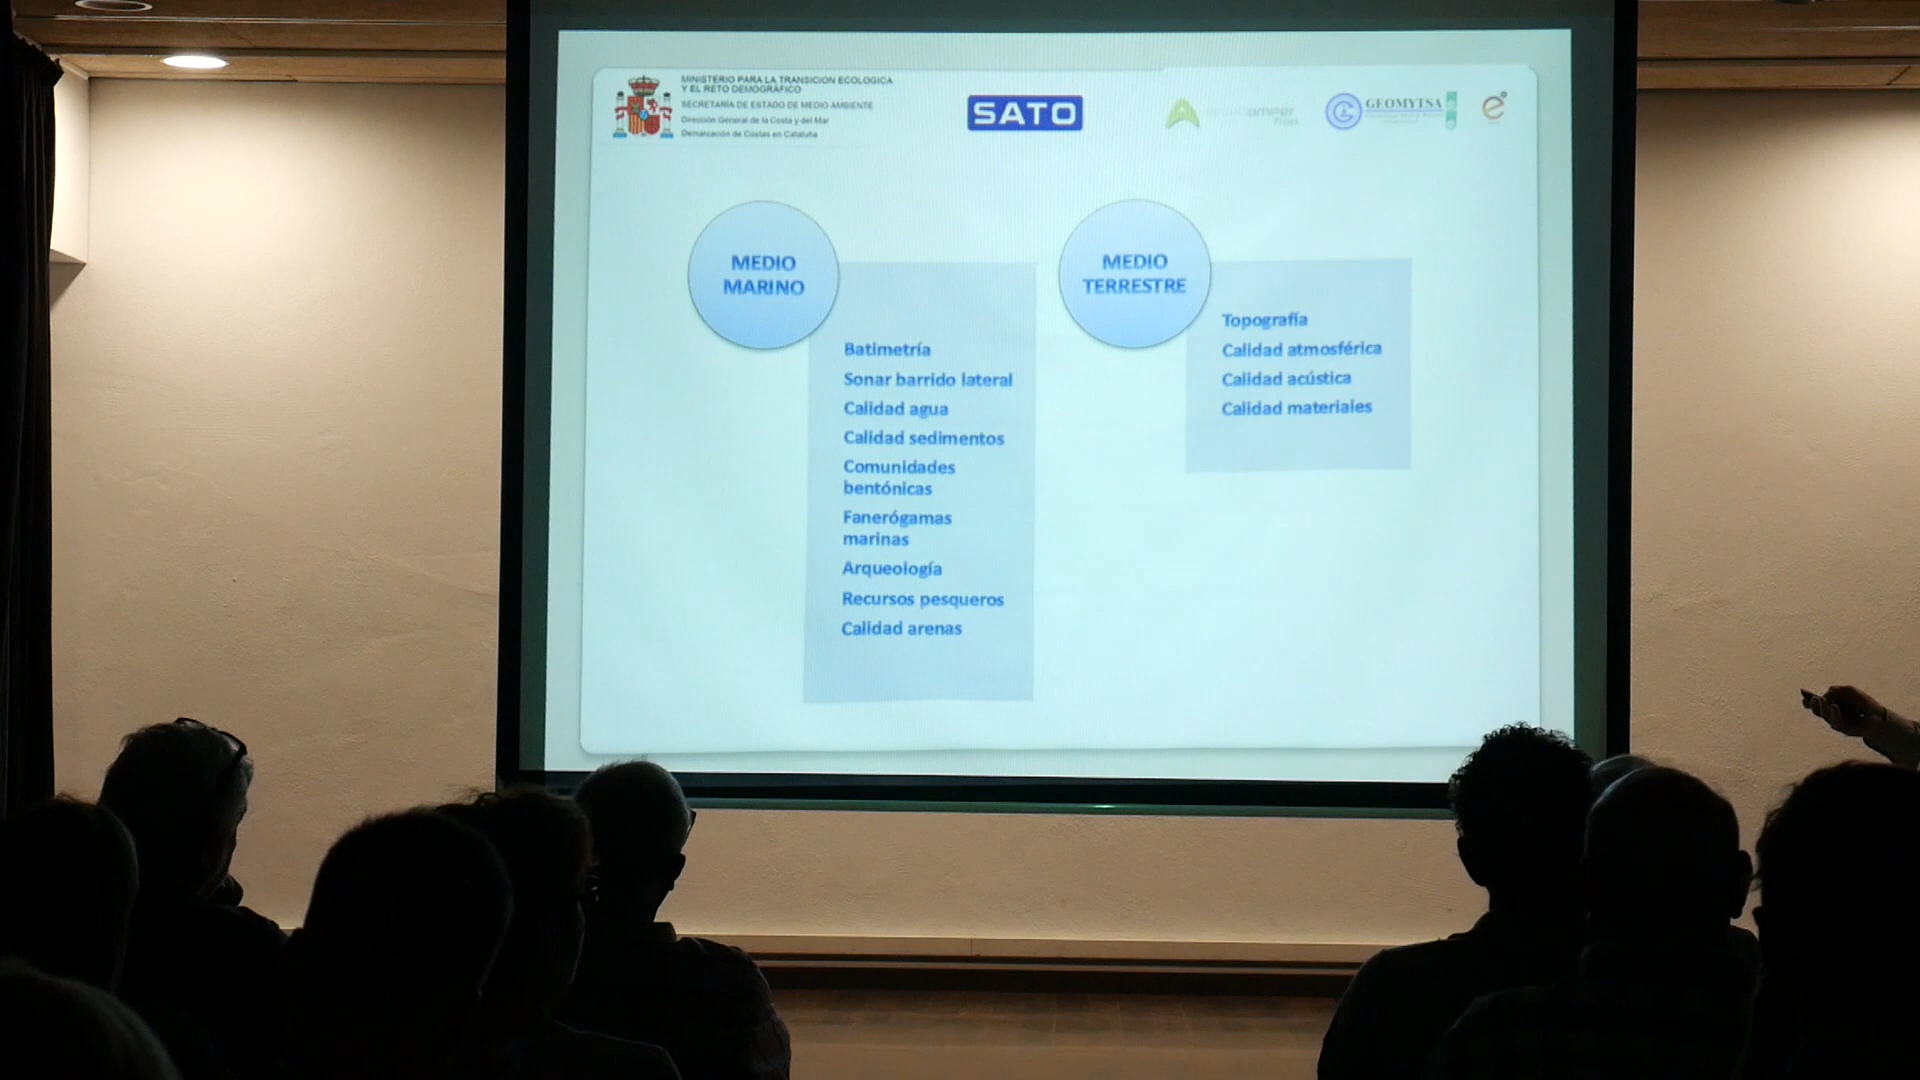 MINISTERIO PARA LA TRANSICIÓN ECOLÓGICA
Y EL RETO DEMOGRÁFICO
SECRETARÍA DE ESTADO DE MEDIO AMBIENTE
Dirección General de la Costa y del Mar
Demarcación de Costas en Cataluña
SATO
GEOMYTSA
MEDIO
MARINO
Batimetría
Sonar barrido lateral
Calidad agua
Calidad sedimentos
Comunidades
bentónicas
Fanerógamas
marinas
Arqueología
Recursos pesqueros
Calidad arenas
MEDIO
TERRESTRE
Topografía
Calidad atmosférica
Calidad acústica
Calidad materiales